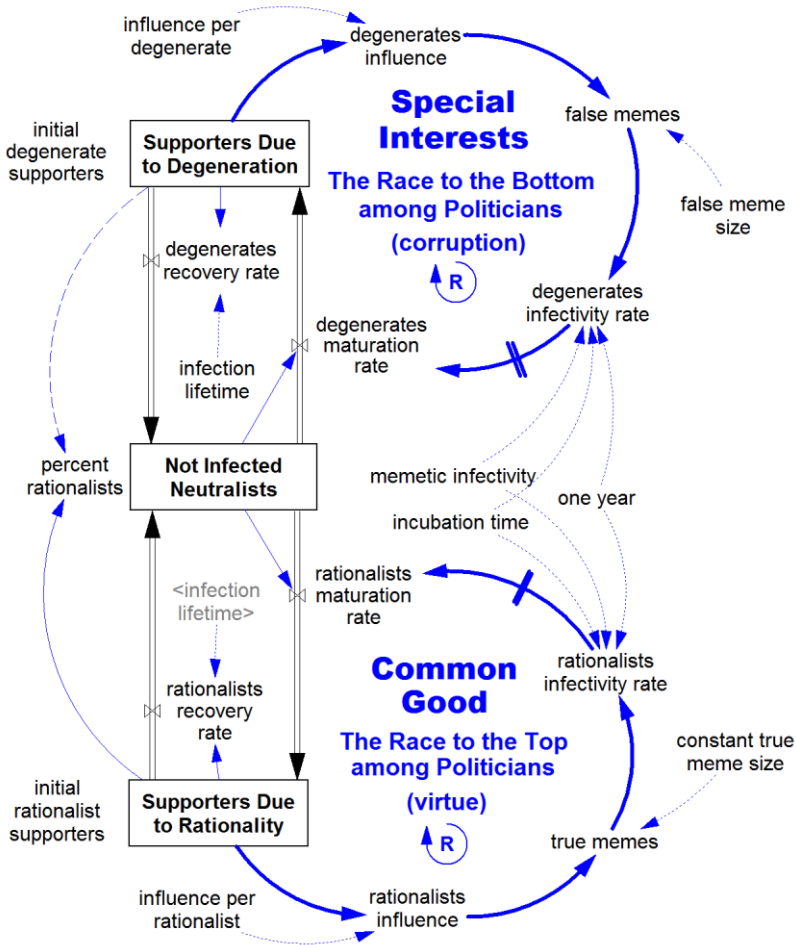 influence per
degenerate
degenerates
influence
Special
Interests
false memes
initial
degenerate
supporters
Supporters Due
to Degeneration
The Race to the Bottom
among Politicians
(corruption)
R
false meme
size
degenerates
recovery rate
degenerates
infectivity rate
degenerates
maturation
rate
infection
lifetime
percent
rationalists
Not Infected
Neutralists
memetic infectivity
one year
incubation time
<infection
lifetime>
rationalists
maturation
rate
rationalists
infectivity rate
Common
Good
rationalists
recovery
rate
The Race to the Top
among Politicians
(virtue)
R
constant true
meme size
initial
rationalist
supporters
Supporters Due
to Rationality
true memes
influence per
rationalist
rationalists
influence